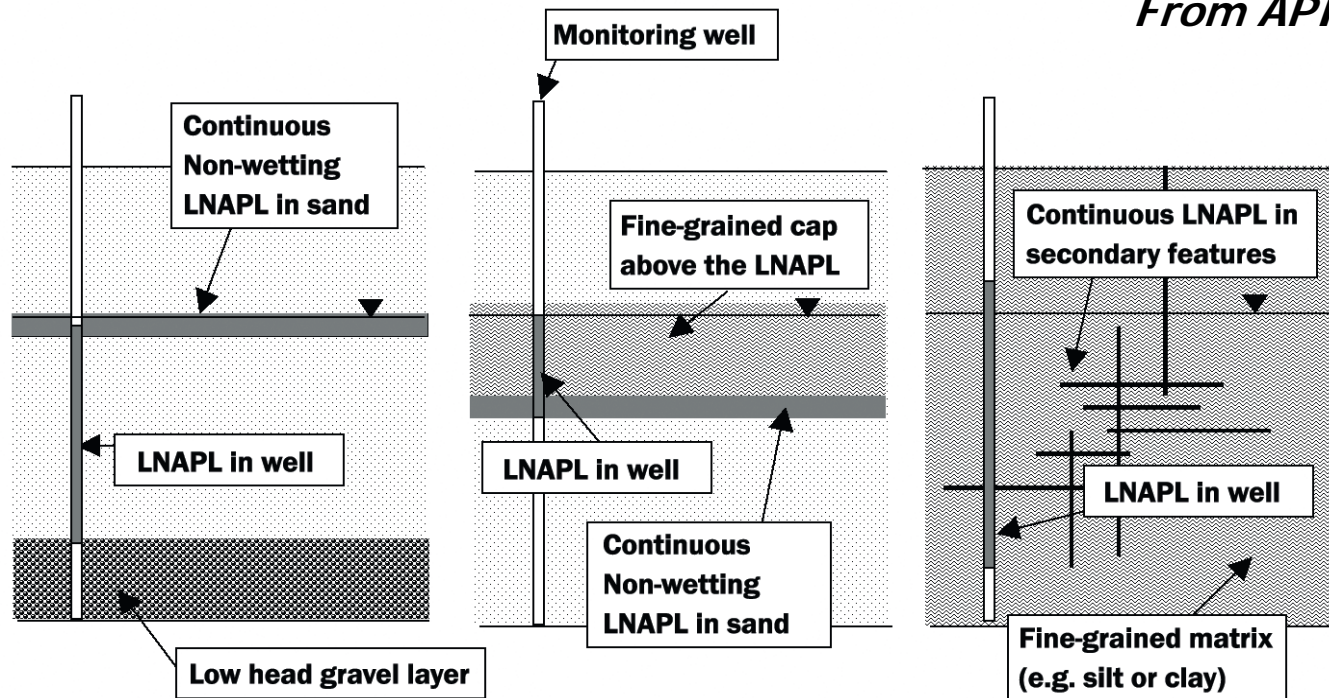 From API
Monitoring well
Continuous
Non-wetting
LNAPL in sand
LNAPL in well
Low head gravel layer
Fine-grained cap
above the LNAPL
LNAPL in well
Continuous
Non-wetting
LNAPL in sand
Continuous LNAPL in
secondary features
LNAPL in well
Fine-grained matrix
(e.g. silt or clay)